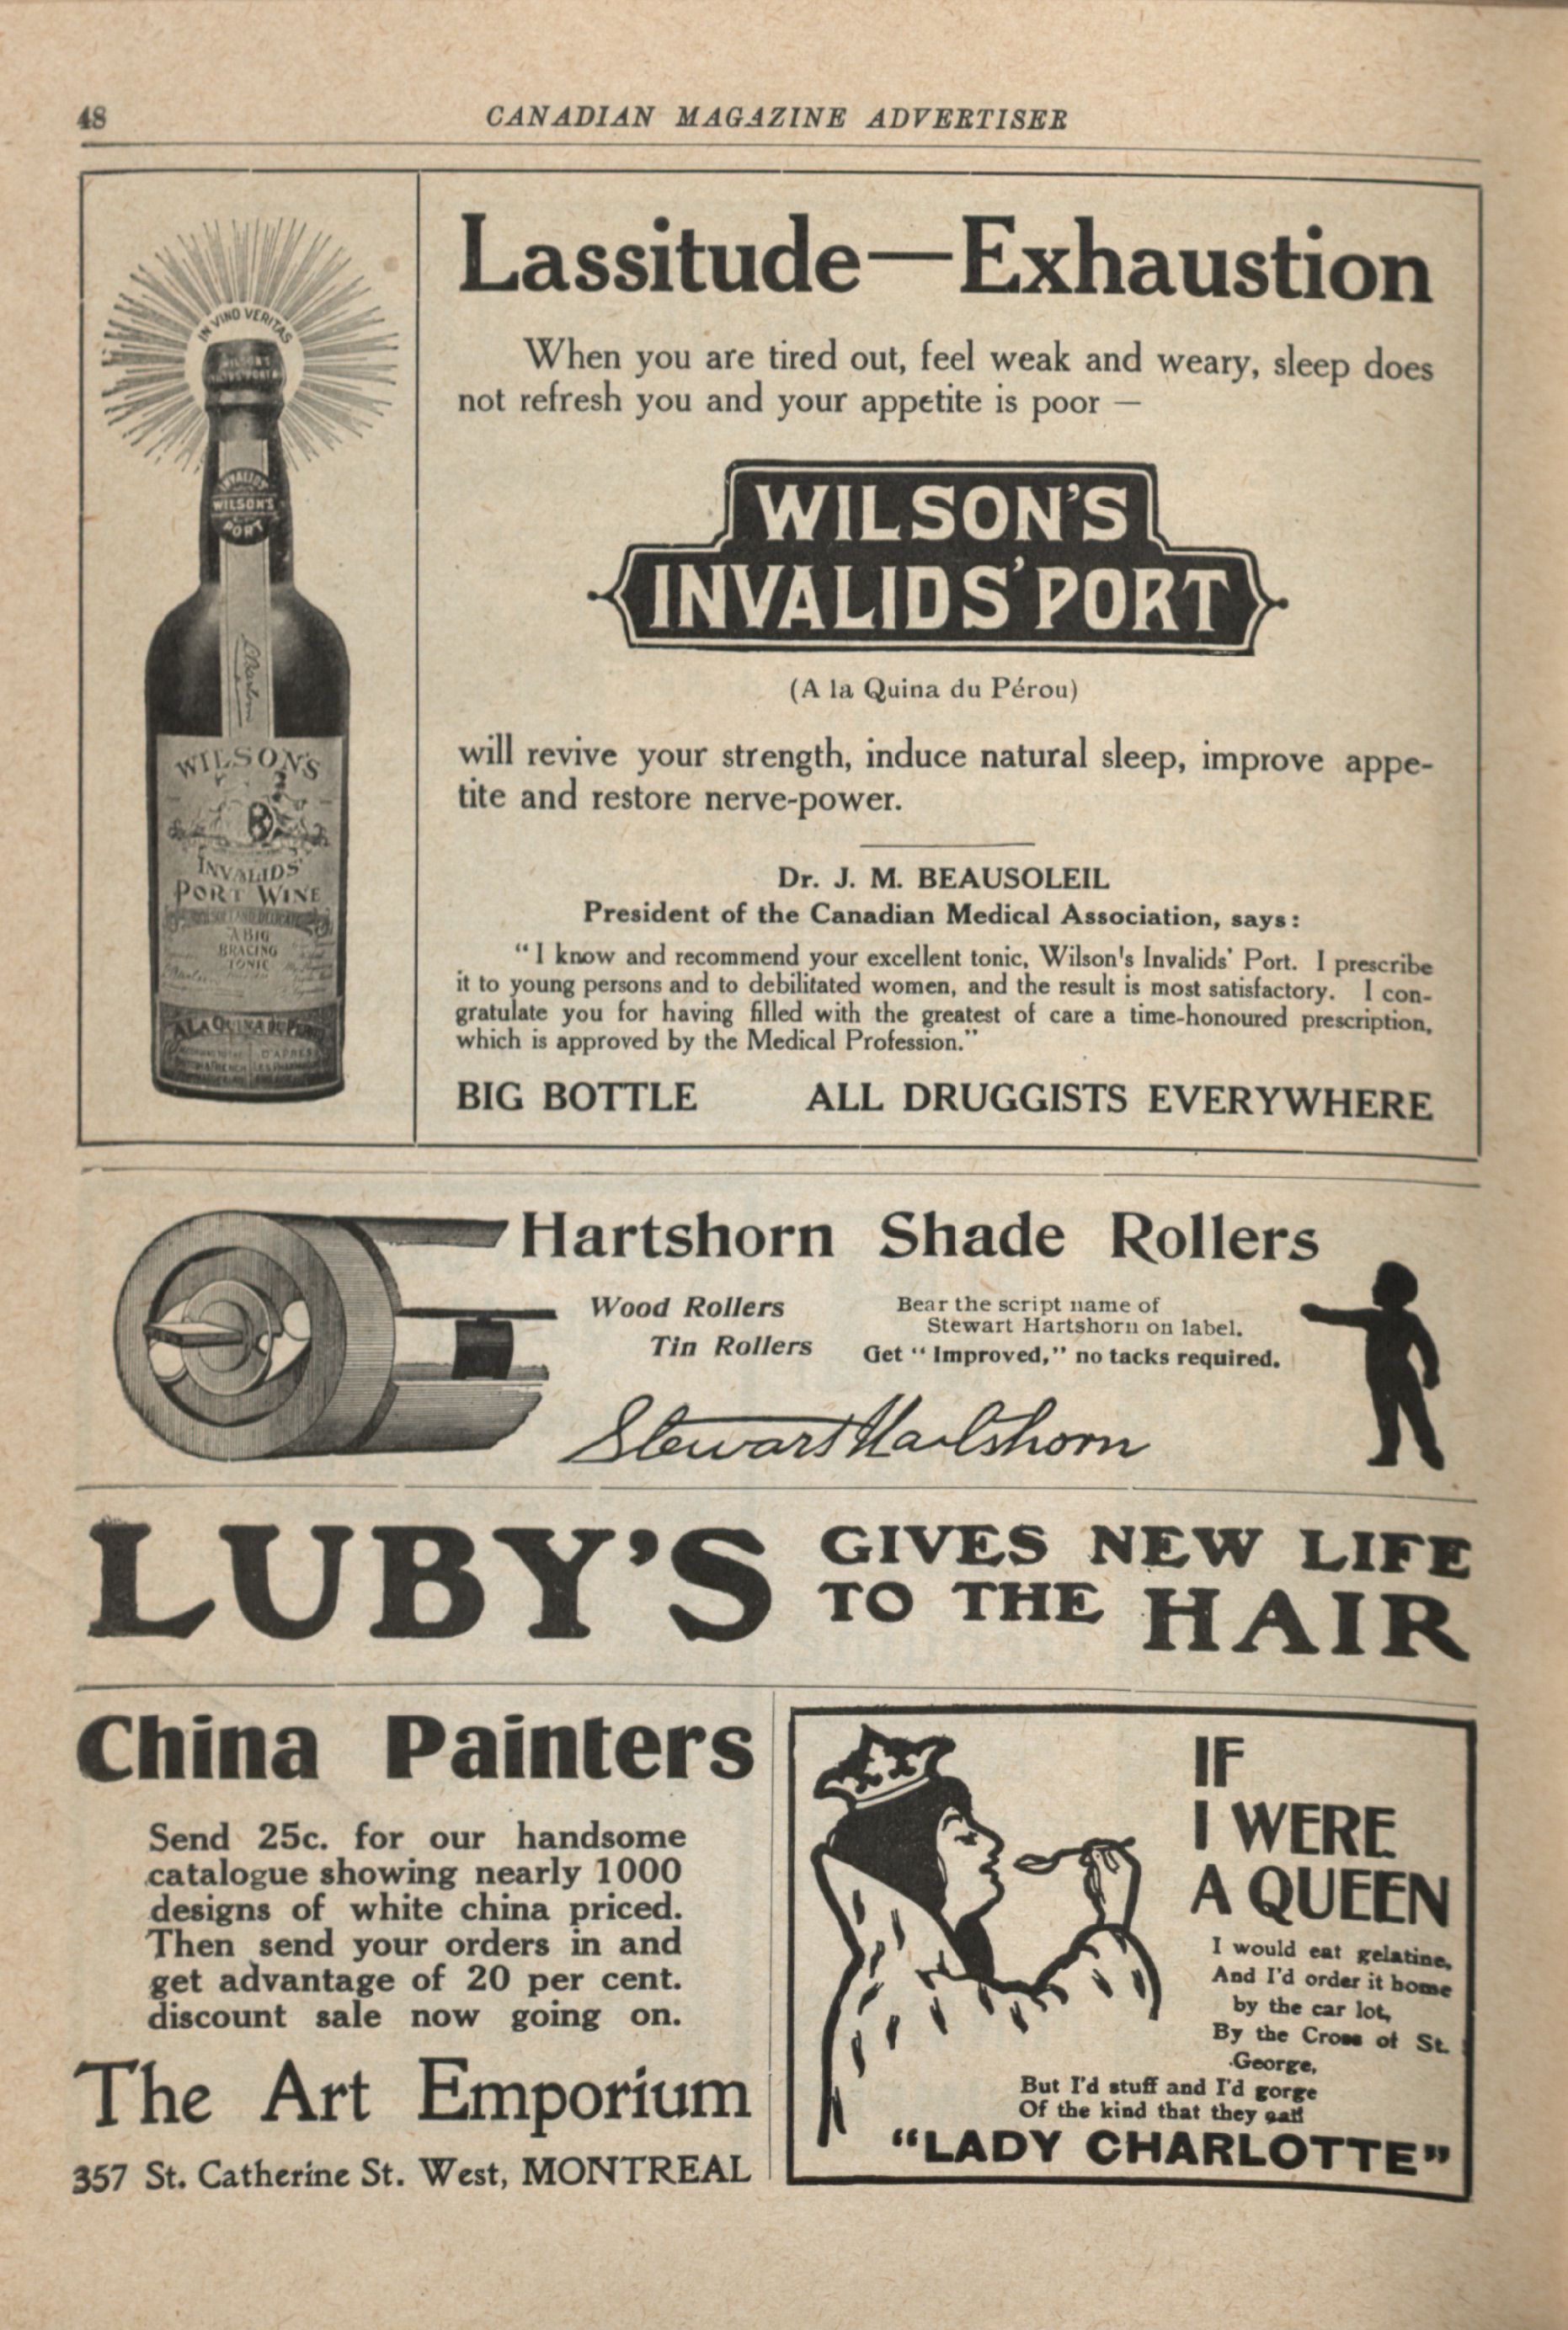 48
CANADIAN MAGAZINE ADVERTISER
IN VINO VERITAS
INVALIDS'
WILSON'S
PORT
WILSON'S
INVALIDS'
PORT WINE
A BIG
BRACING
TONIC
A LA QUINA DU PÉROU
Lassitude—Exhaustion
When you are tired out, feel weak and weary, sleep does
not refresh you and your appetite is poor —
WILSON'S
INVALIDS' PORT
(A la Quina du Pérou)
will revive your strength, induce natural sleep, improve appe-
tite and restore nerve-power.
Dr. J. M. BEAUSOLEIL
President of the Canadian Medical Association, says:
"I know and recommend your excellent tonic, Wilson's Invalids' Port. I prescribe
it to young persons and to debilitated women, and the result is most satisfactory. I con-
gratulate you for having filled with the greatest of care a time-honoured prescription,
which is approved by the Medical Profession."
BIG BOTTLE ALL DRUGGISTS EVERYWHERE
Hartshorn Shade Rollers
Wood Rollers
Tin Rollers
Bear the script name of
Stewart Hartshorn on label.
Get "Improved," no tacks required.
Stewart Hartshorn
LUBY'S GIVES NEW LIFE
TO THE HAIR
China Painters
Send 25c. for our handsome
catalogue showing nearly 1000
designs of white china priced.
Then send your orders in and
get advantage of 20 per cent.
discount sale now going on.
The Art Emporium
357 St. Catherine St. West, MONTREAL
IF
I WERE
A QUEEN
I would eat gelatine,
And I'd order it home
by the car lot,
By the Cross of St.
George,
But I'd stuff and I'd gorge
Of the kind that they call
"LADY CHARLOTTE"